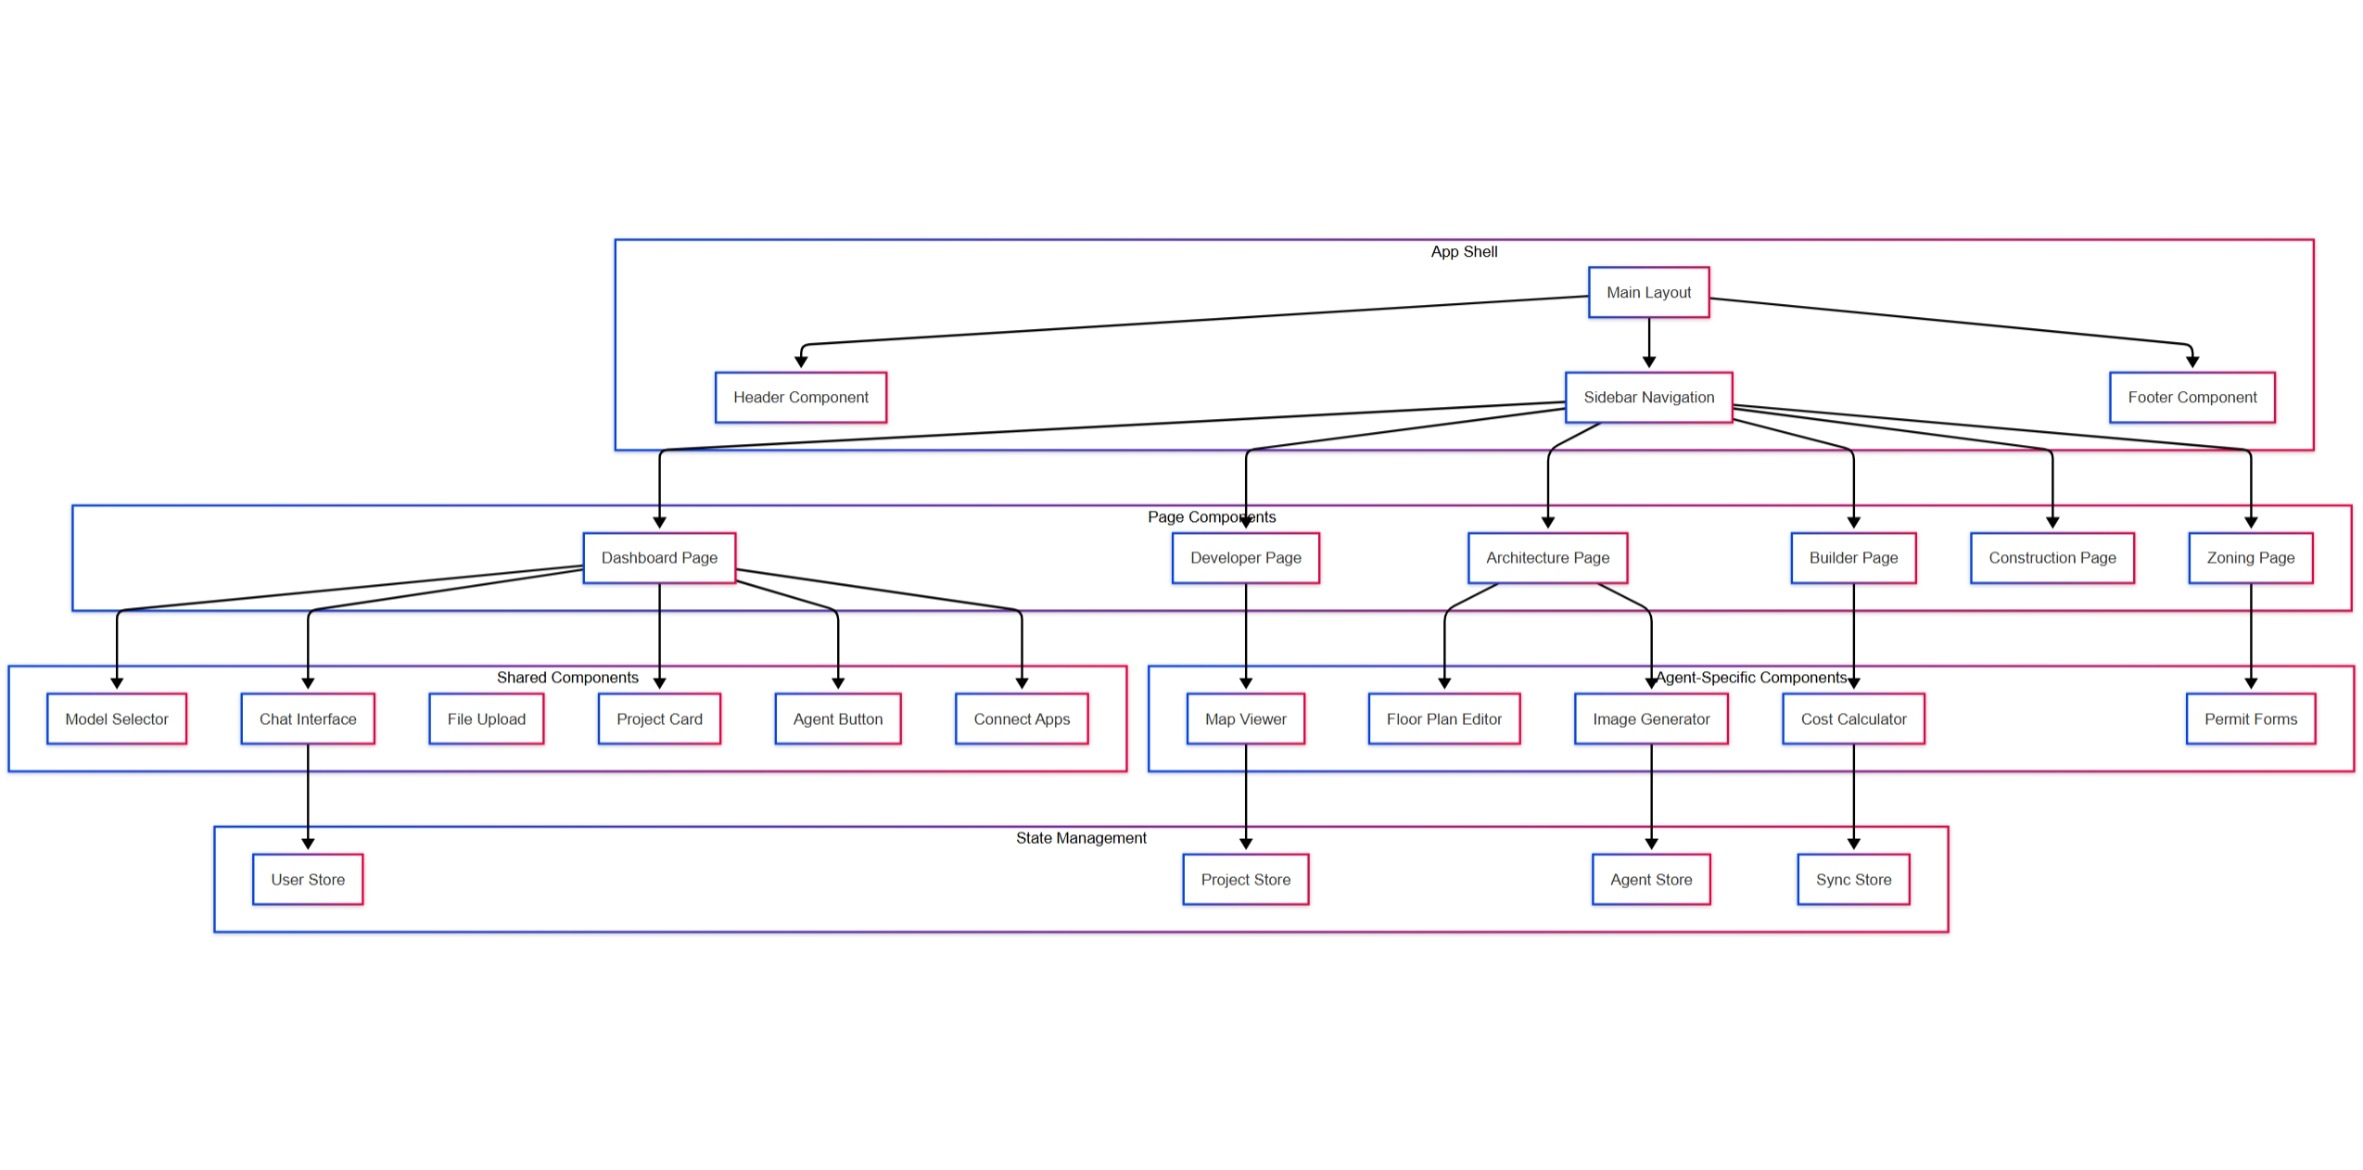 App Shell
Main Layout
Header Component
Sidebar Navigation
Footer Component
Page Components
Dashboard Page
Developer Page
Architecture Page
Builder Page
Construction Page
Zoning Page
Shared Components
Agent-Specific Components
Model Selector
Chat Interface
File Upload
Project Card
Agent Button
Connect Apps
Map Viewer
Floor Plan Editor
Image Generator
Cost Calculator
Permit Forms
State Management
User Store
Project Store
Agent Store
Sync Store